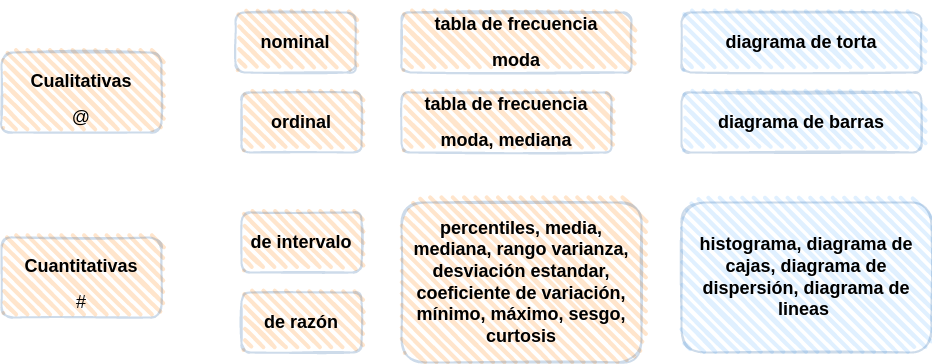 Cualitativas
@
nominal
tabla de frecuencia
moda
diagrama de torta
ordinal
tabla de frecuencia
moda, mediana
diagrama de barras
Cuantitativas
#
de intervalo
de razón
percentiles, media,
mediana, rango varianza,
desviación estandar,
coeficiente de variación,
mínimo, máximo, sesgo,
curtosis
histograma, diagrama de
cajas, diagrama de
dispersión, diagrama de
lineas